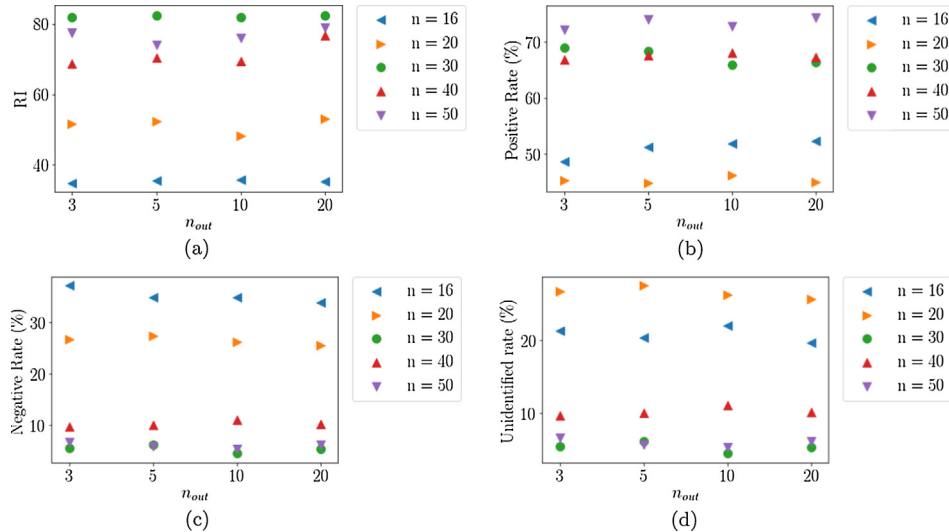 80
60
40
RI
3 5 10 20
n_out
(a)
n = 16
n = 20
n = 30
n = 40
n = 50
70
60
50
Positive Rate (%)
3 5 10 20
n_out
(b)
n = 16
n = 20
n = 30
n = 40
n = 50
30
20
10
Negative Rate (%)
3 5 10 20
n_out
(c)
n = 16
n = 20
n = 30
n = 40
n = 50
20
10
Unidentified rate (%)
3 5 10 20
n_out
(d)
n = 16
n = 20
n = 30
n = 40
n = 50